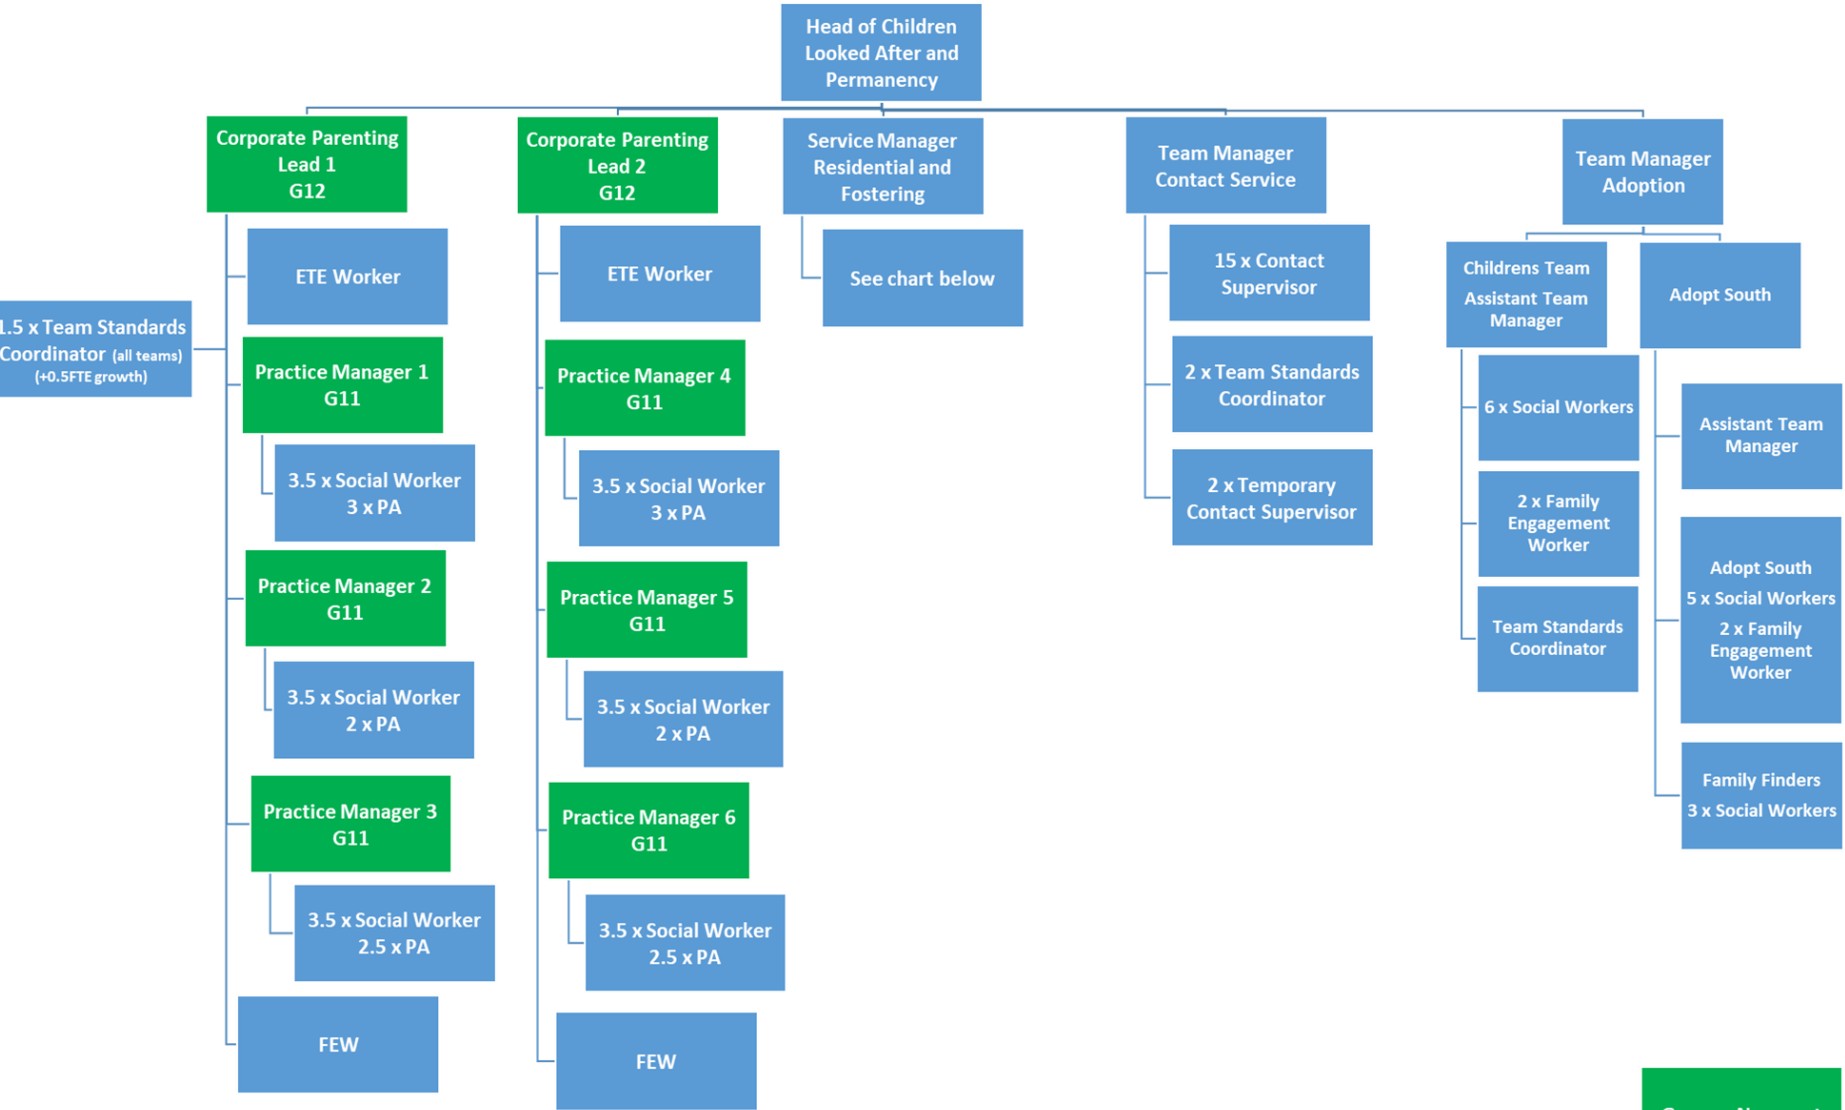 Head of Children
Looked After and
Permanency
Corporate Parenting
Lead 1
G12
Corporate Parenting
Lead 2
G12
Service Manager
Residential and
Fostering
Team Manager
Contact Service
Team Manager
Adoption
ETE Worker
ETE Worker
See chart below
15 x Contact
Supervisor
Childrens Team
Assistant Team
Manager
Adopt South
1.5 x Team Standards
Coordinator (all teams)
(+0.5FTE growth)
Practice Manager 1
G11
Practice Manager 4
G11
2 x Team Standards
Coordinator
6 x Social Workers
Assistant Team
Manager
3.5 x Social Worker
3 x PA
3.5 x Social Worker
3 x PA
2 x Temporary
Contact Supervisor
2 x Family
Engagement
Worker
Adopt South
5 x Social Workers
2 x Family
Engagement
Worker
Practice Manager 2
G11
Practice Manager 5
G11
Team Standards
Coordinator
3.5 x Social Worker
2 x PA
3.5 x Social Worker
2 x PA
Family Finders
3 x Social Workers
Practice Manager 3
G11
Practice Manager 6
G11
3.5 x Social Worker
2.5 x PA
3.5 x Social Worker
2.5 x PA
FEW
FEW